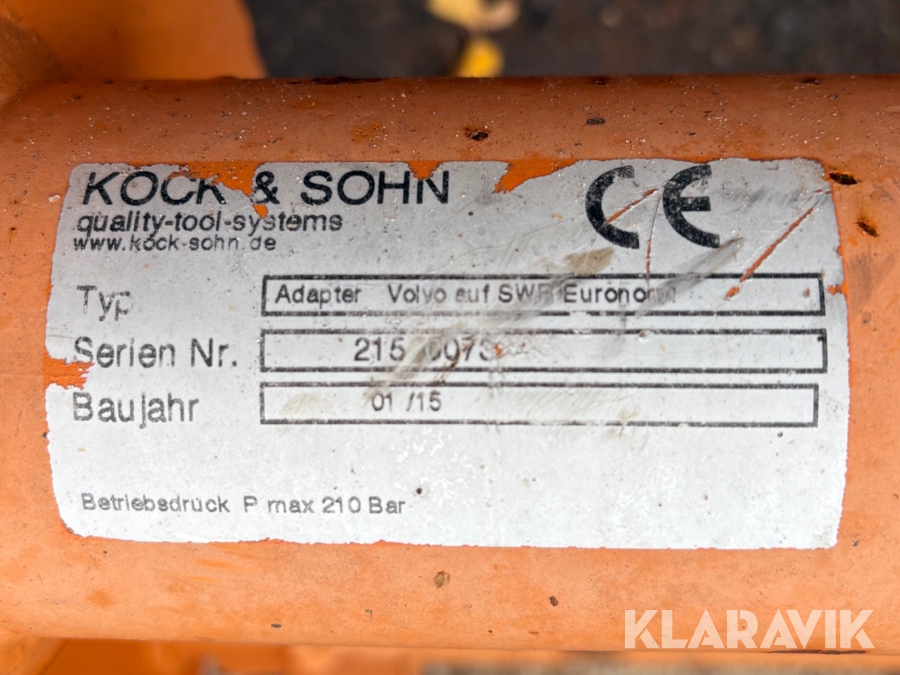 KOCK & SOHN
quality-tool-systems
www.kock-sohn.de
CE
Typ
Adapter Volvo auf Euronorm
Serien Nr.
Baujahr
01 /15
Betriebsdruck P max 210 Bar
KLARAVIK